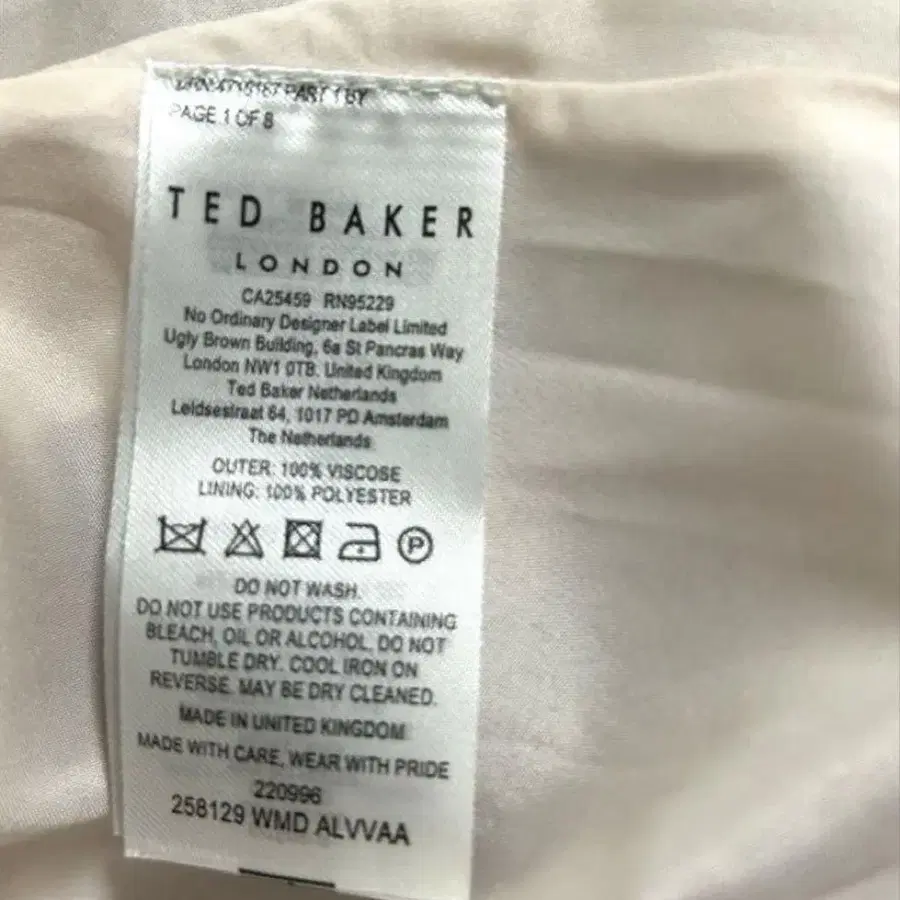 PART 1 BY
PAGE 1 OF 8
TED BAKER
LONDON
CA25459 RN95229
No Ordinary Designer Label Limited
Ugly Brown Building, 6a St Pancras Way
London NW1 0TB. United Kingdom
Ted Baker Netherlands
Leidsestraat 64, 1017 PD Amsterdam
The Netherlands
OUTER: 100% VISCOSE
LINING: 100% POLYESTER
P
DO NOT WASH.
DO NOT USE PRODUCTS CONTAINING
BLEACH, OIL OR ALCOHOL. DO NOT
TUMBLE DRY. COOL IRON ON
REVERSE. MAY BE DRY CLEANED.
MADE IN UNITED KINGDOM
MADE WITH CARE, WEAR WITH PRIDE
220996
258129 WMD ALVVAA